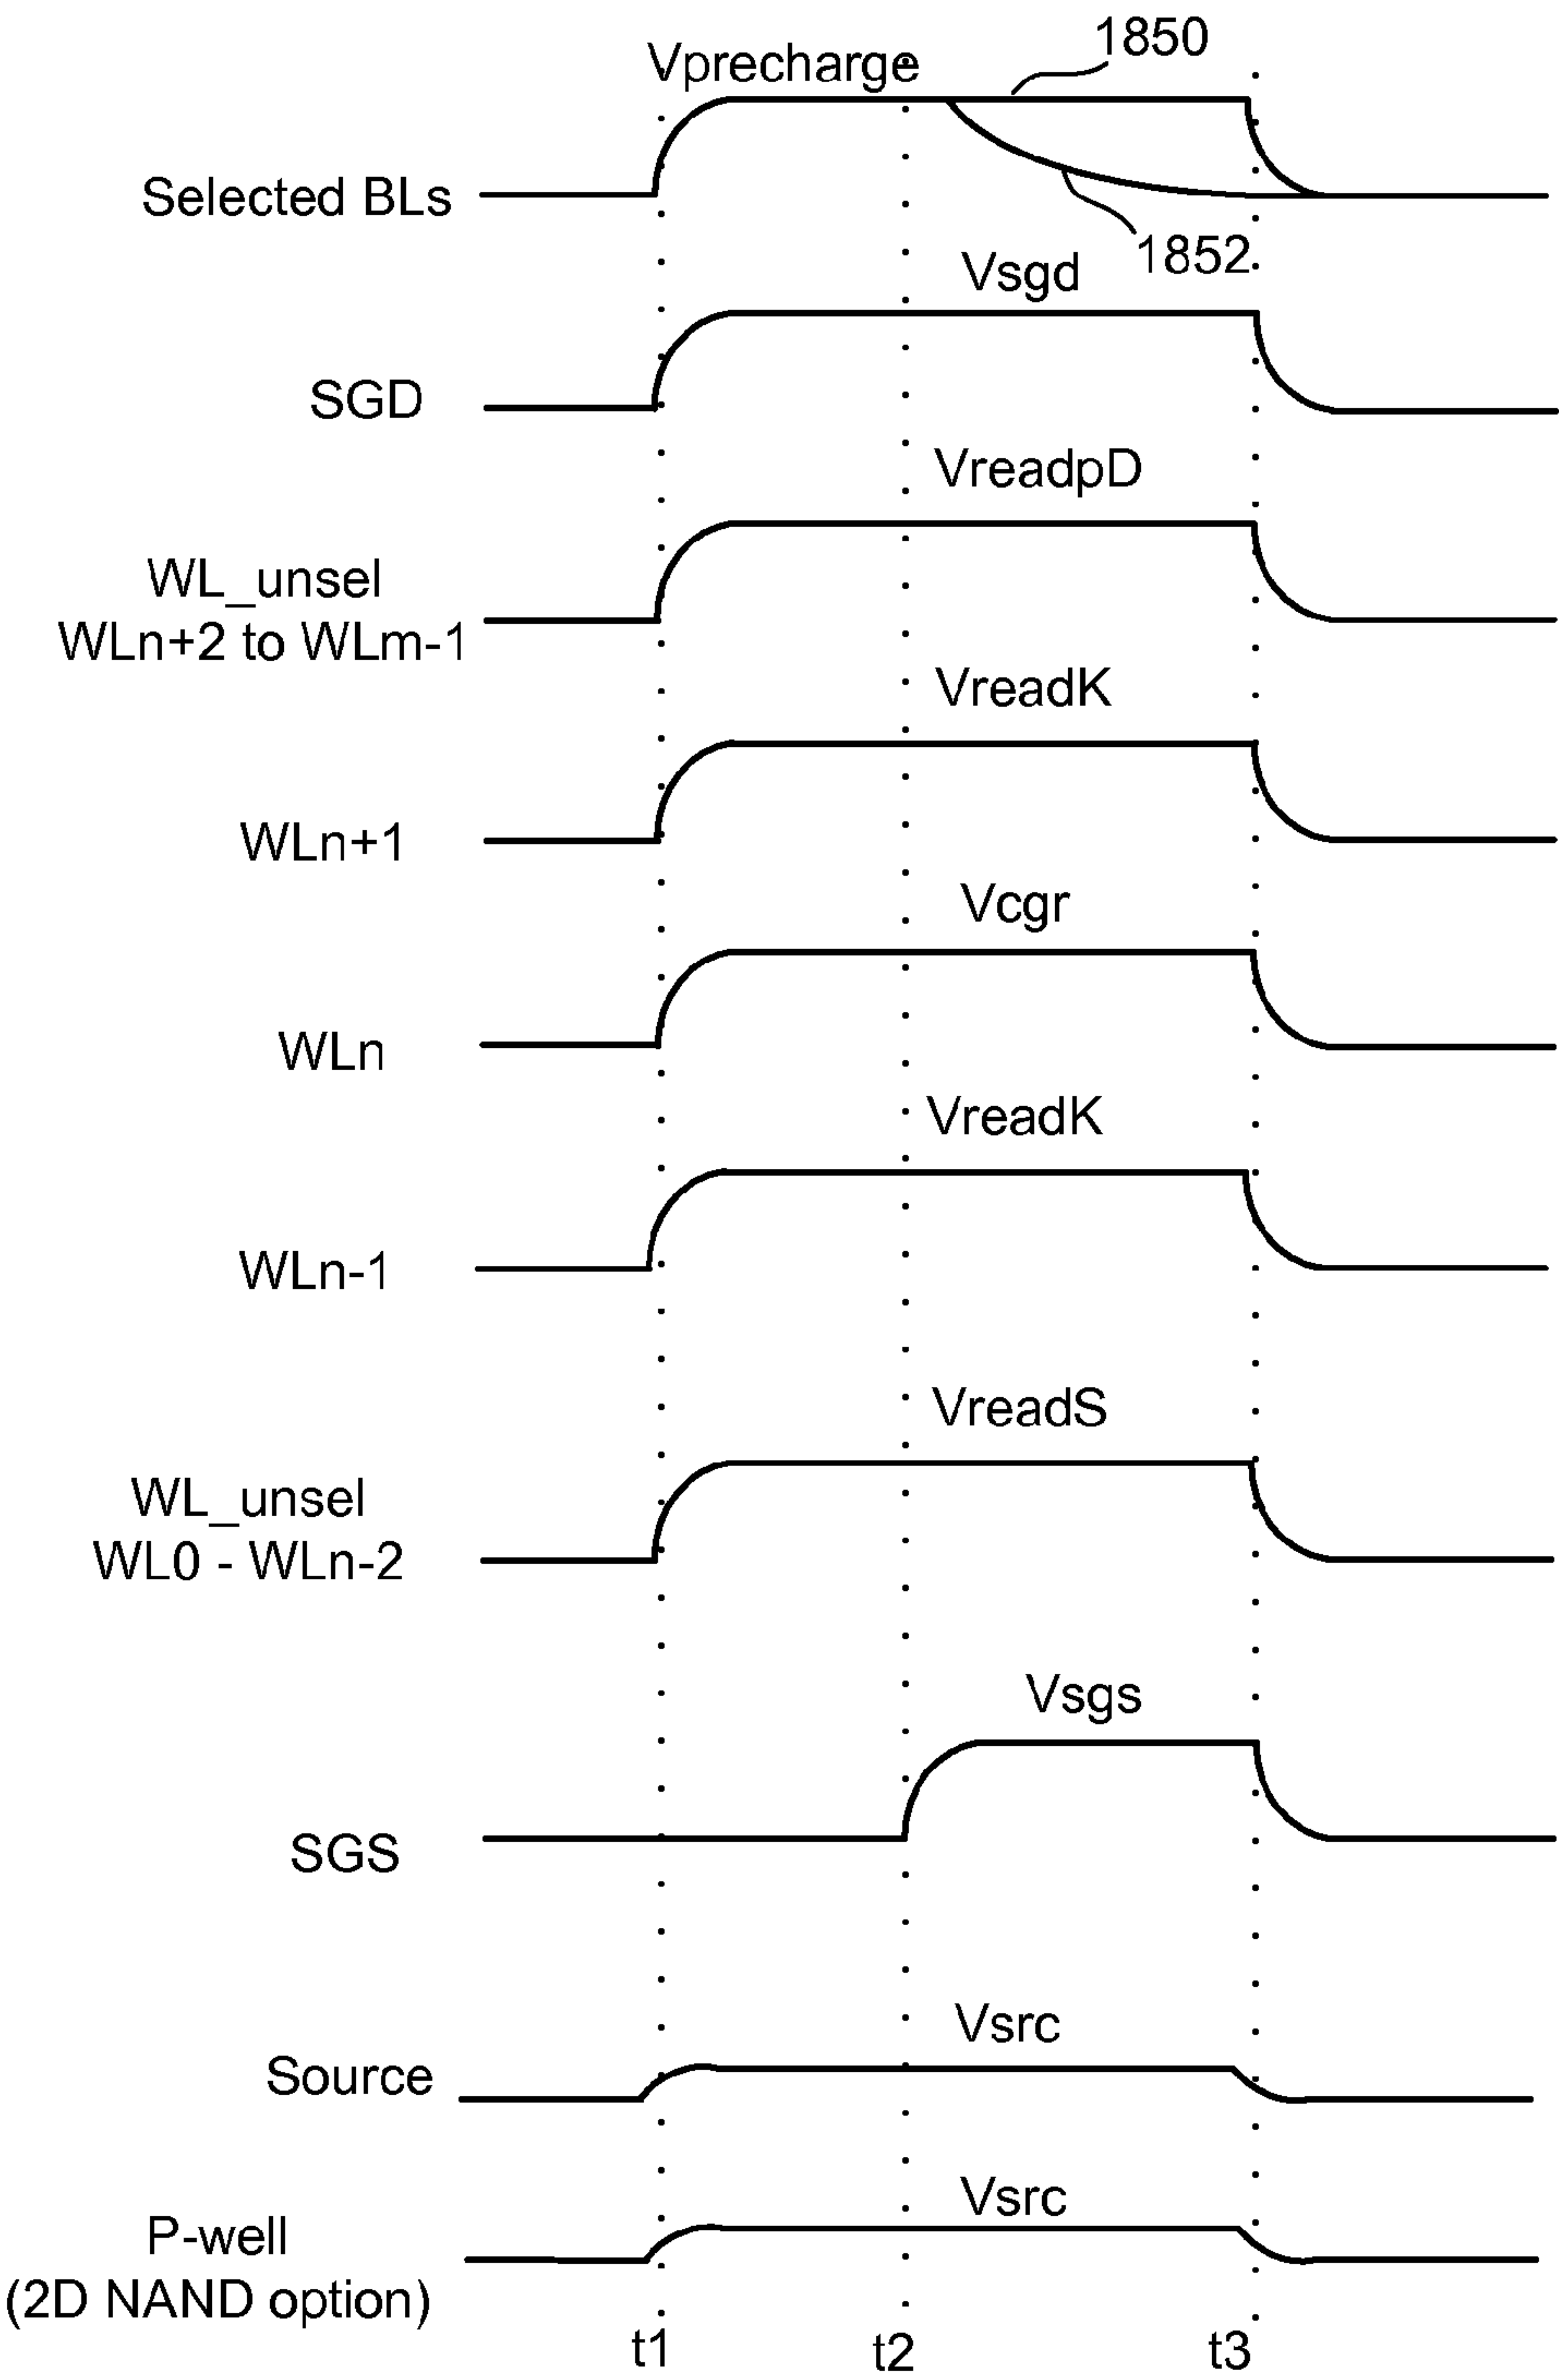 1850
Vprecharge
Selected BLs
1852
Vsgd
SGD
VreadpD
WL_unsel
WLn+2 to WLm-1
VreadK
WLn+1
Vcgr
WLn
VreadK
WLn-1
VreadS
WL_unsel
WL0 - WLn-2
Vsgs
SGS
Vsrc
Source
Vsrc
P-well
(2D NAND option)
t1 t2 t3